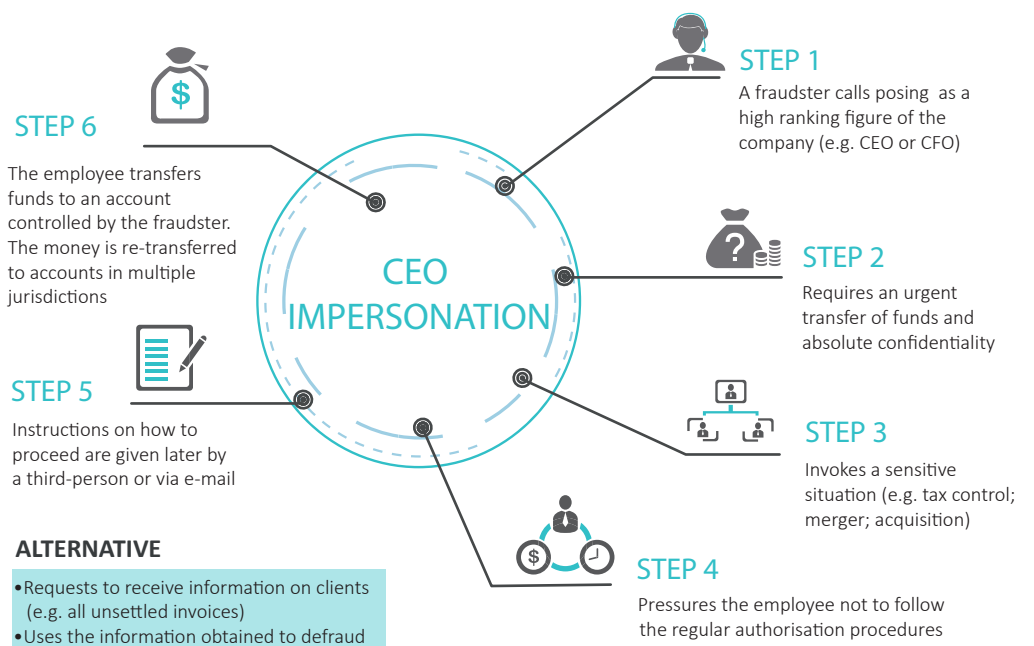 CEO
IMPERSONATION
STEP 1
A fraudster calls posing as a
high ranking figure of the
company (e.g. CEO or CFO)
STEP 2
Requires an urgent
transfer of funds and
absolute confidentiality
STEP 3
Invokes a sensitive
situation (e.g. tax control;
merger; acquisition)
STEP 4
Pressures the employee not to follow
the regular authorisation procedures
STEP 5
Instructions on how to
proceed are given later by
a third-person or via e-mail
STEP 6
The employee transfers
funds to an account
controlled by the fraudster.
The money is re-transferred
to accounts in multiple
jurisdictions
$
?
$
ALTERNATIVE
•Requests to receive information on clients
(e.g. all unsettled invoices)
•Uses the information obtained to defraud